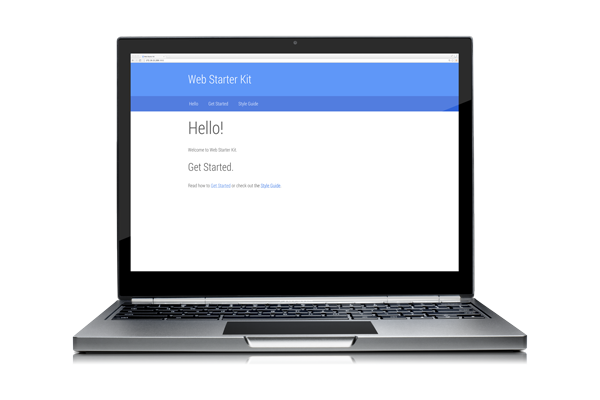 Web Starter Kit
Hello Get Started Style Guide
Hello!
Welcome to Web Starter Kit.
Get Started.
Read how to Get Started or check out the Style Guide.